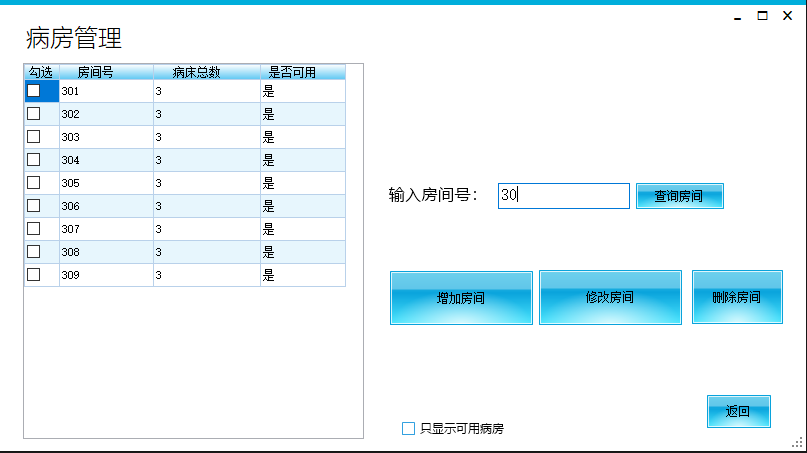 病房管理
勾选 房间号 病床总数 是否可用
301 3 是
302 3 是
303 3 是
304 3 是
305 3 是
306 3 是
307 3 是
308 3 是
309 3 是
输入房间号： 30 查询房间
增加房间 修改房间 删除房间
返回
只显示可用病房